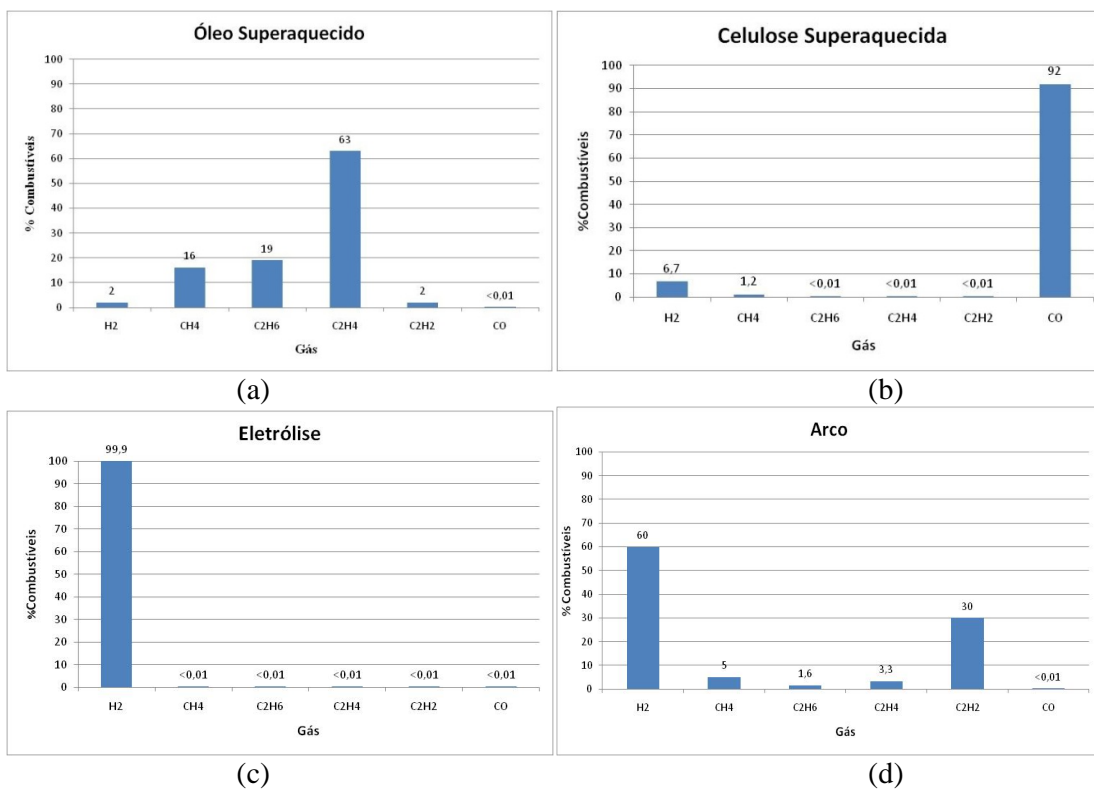 Óleo Superaquecido
% Combustíveis
100
90
80
70
60
50
40
30
20
10
0
2
16
19
63
2
<0,01
H2
CH4
C2H6
C2H4
C2H2
CO
Gás
(a)
Celulose Superaquecida
%Combustíveis
100
90
80
70
60
50
40
30
20
10
0
6,7
1,2
<0,01
<0,01
<0,01
92
H2
CH4
C2H6
C2H4
C2H2
CO
Gás
(b)
Eletrólise
%Combustíveis
100
90
80
70
60
50
40
30
20
10
0
99,9
<0,01
<0,01
<0,01
<0,01
<0,01
H2
CH4
C2H6
C2H4
C2H2
CO
Gás
(c)
Arco
% Combustíveis
100
90
80
70
60
50
40
30
20
10
0
60
5
1,6
3,3
30
<0,01
H2
CH4
C2H6
C2H4
C2H2
CO
Gás
(d)